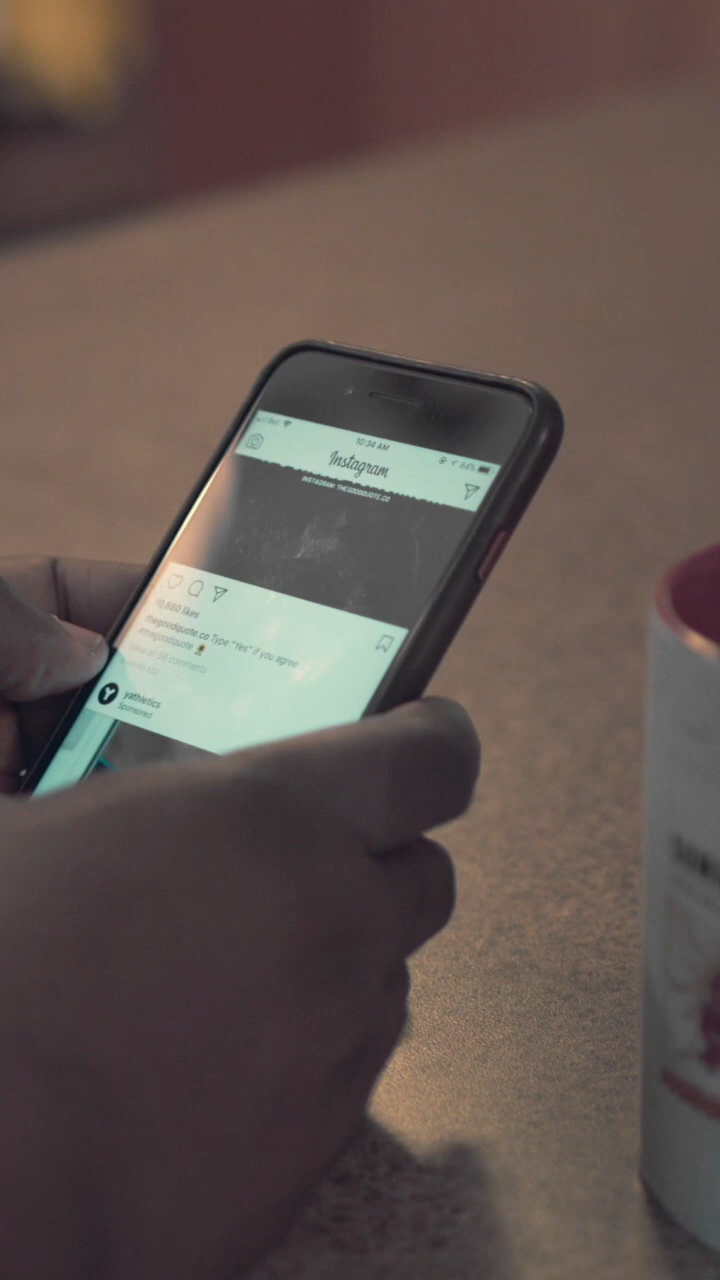 10:34 AM
84%
Instagram
INSTAGRAM: THEGOODQUOTE.CO
10,880 likes
thegoodquote.co Type "Yes" if you agree
#thegoodquote
View all 58 comments
yathletics
Sponsored